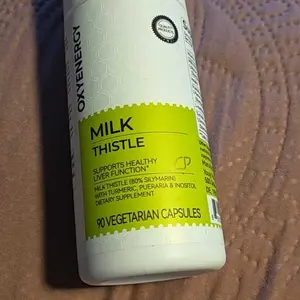 OXYENERGY
MILK
THISTLE
SUPPORTS HEALTHY
LIVER FUNCTION*
MILK THISTLE (80% SILYMARIN)
WITH TURMERIC, PUERARIA & INOSITOL
DIETARY SUPPLEMENT
90 VEGETARIAN CAPSULES